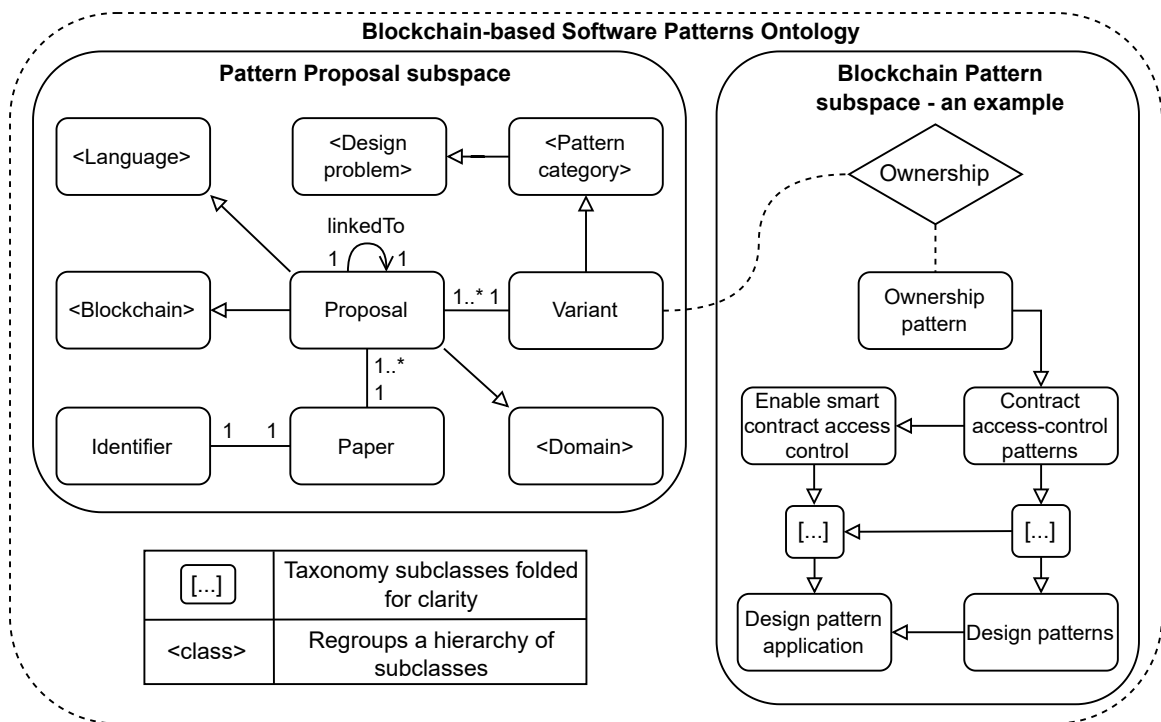 Blockchain-based Software Patterns Ontology
Pattern Proposal subspace
<Language>
<Design
problem>
<Pattern
category>
linkedTo
1
1
<Blockchain>
Proposal
1..*
1
Variant
1..*
1
Identifier
1
1
Paper
<Domain>
[...]
Taxonomy subclasses folded
for clarity
<class>
Regroups a hierarchy of
subclasses
Blockchain Pattern
subspace - an example
Ownership
Ownership
pattern
Enable smart
contract access
control
Contract
access-control
patterns
[...]
[...]
Design pattern
application
Design patterns